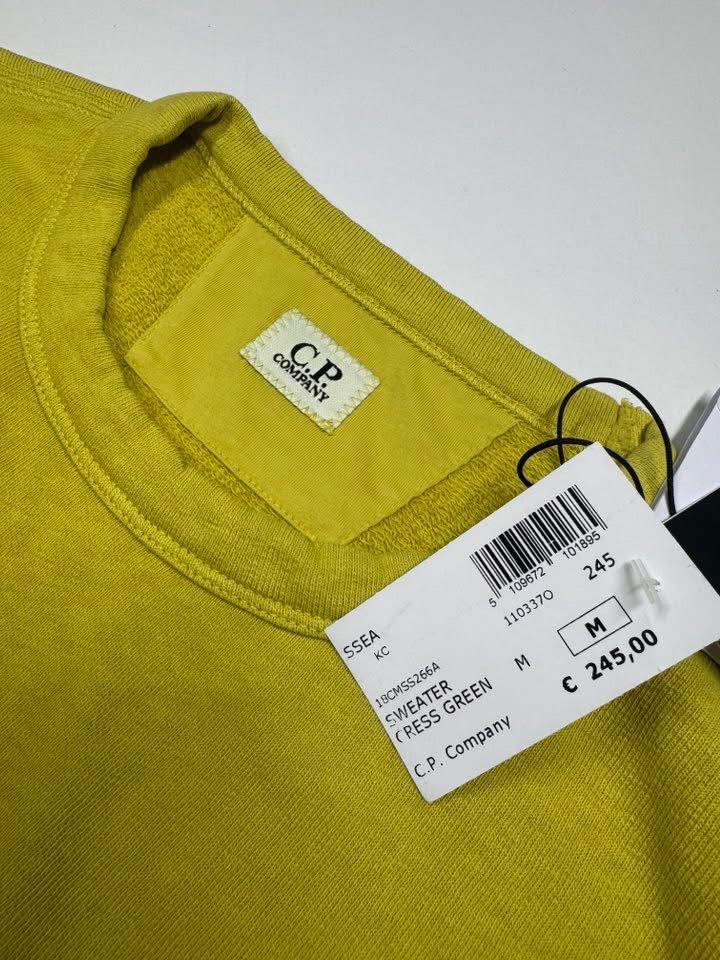 C.P.
COMPANY
5 109672 101895
SSEA
KC
110337O
245
18CMSS266A
SWEATER
CRESS GREEN
M
M
€ 245,00
C.P. Company